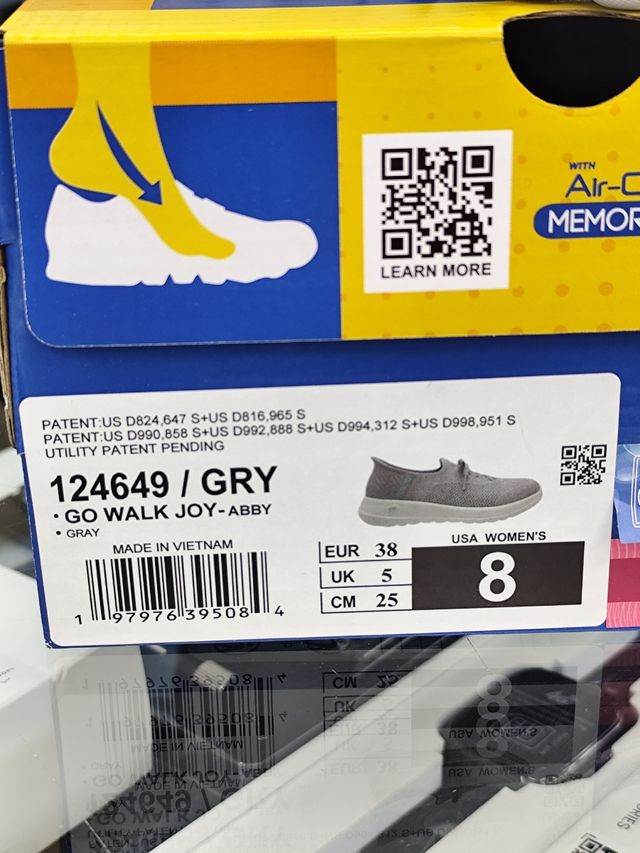 LEARN MORE
WITH
Air-C
MEMOR
PATENT:US D824,647 S+US D816,965 S
PATENT:US D990,858 S+US D992,888 S+US D994,312 S+US D998,951 S
UTILITY PATENT PENDING
124649 / GRY
• GO WALK JOY-ABBY
• GRAY
MADE IN VIETNAM
1 97976 39508 4
EUR 38
UK 5
CM 25
USA WOMEN'S
8